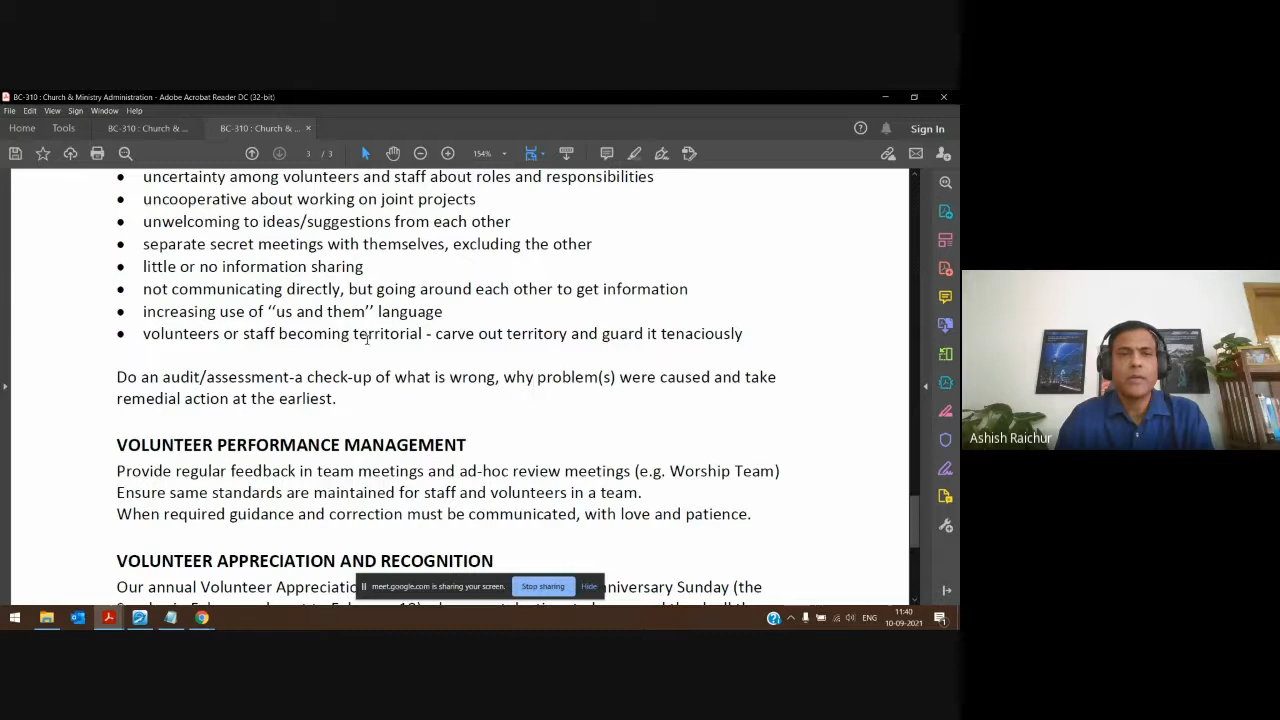 BC-310 : Church & Ministry Administration - Adobe Acrobat Reader DC (32-bit)
File Edit View Sign Window Help
Home Tools BC-310 : Church & ... BC-310 : Church & ... × Sign In
3 / 3 154%
• uncertainty among volunteers and staff about roles and responsibilities
• uncooperative about working on joint projects
• unwelcoming to ideas/suggestions from each other
• separate secret meetings with themselves, excluding the other
• little or no information sharing
• not communicating directly, but going around each other to get information
• increasing use of “us and them” language
• volunteers or staff becoming territorial - carve out territory and guard it tenaciously
Do an audit/assessment-a check-up of what is wrong, why problem(s) were caused and take
remedial action at the earliest.
VOLUNTEER PERFORMANCE MANAGEMENT
Provide regular feedback in team meetings and ad-hoc review meetings (e.g. Worship Team)
Ensure same standards are maintained for staff and volunteers in a team.
When required guidance and correction must be communicated, with love and patience.
VOLUNTEER APPRECIATION AND RECOGNITION
Our annual Volunteer Appreciatio niversary Sunday (the
meet.google.com is sharing your screen. Stop sharing Hide
Ashish Raichur
ENG
11:40
10-09-2021